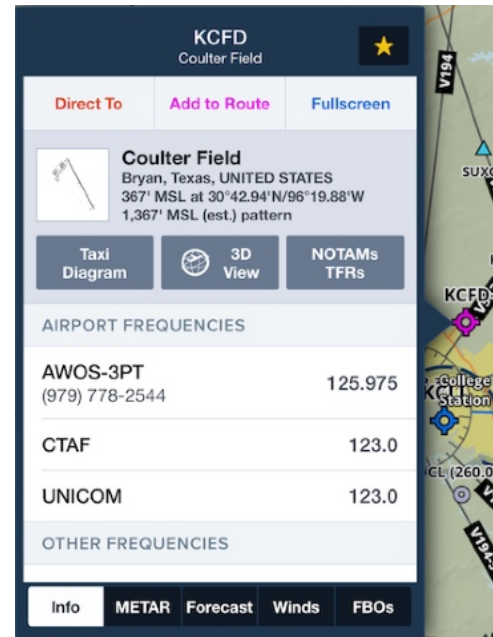 KCFD
Coulter Field
Direct To
Add to Route
Fullscreen
Coulter Field
Bryan, Texas, UNITED STATES
367' MSL at 30°42.94'N/96°19.88'W
1,367' MSL (est.) pattern
Taxi
Diagram
3D
View
NOTAMs
TFRs
AIRPORT FREQUENCIES
AWOS-3PT
(979) 778-2544
125.975
CTAF
123.0
UNICOM
123.0
OTHER FREQUENCIES
Info
METAR
Forecast
Winds
FBOs
V194
KCFD
College
Station
CL (260.0